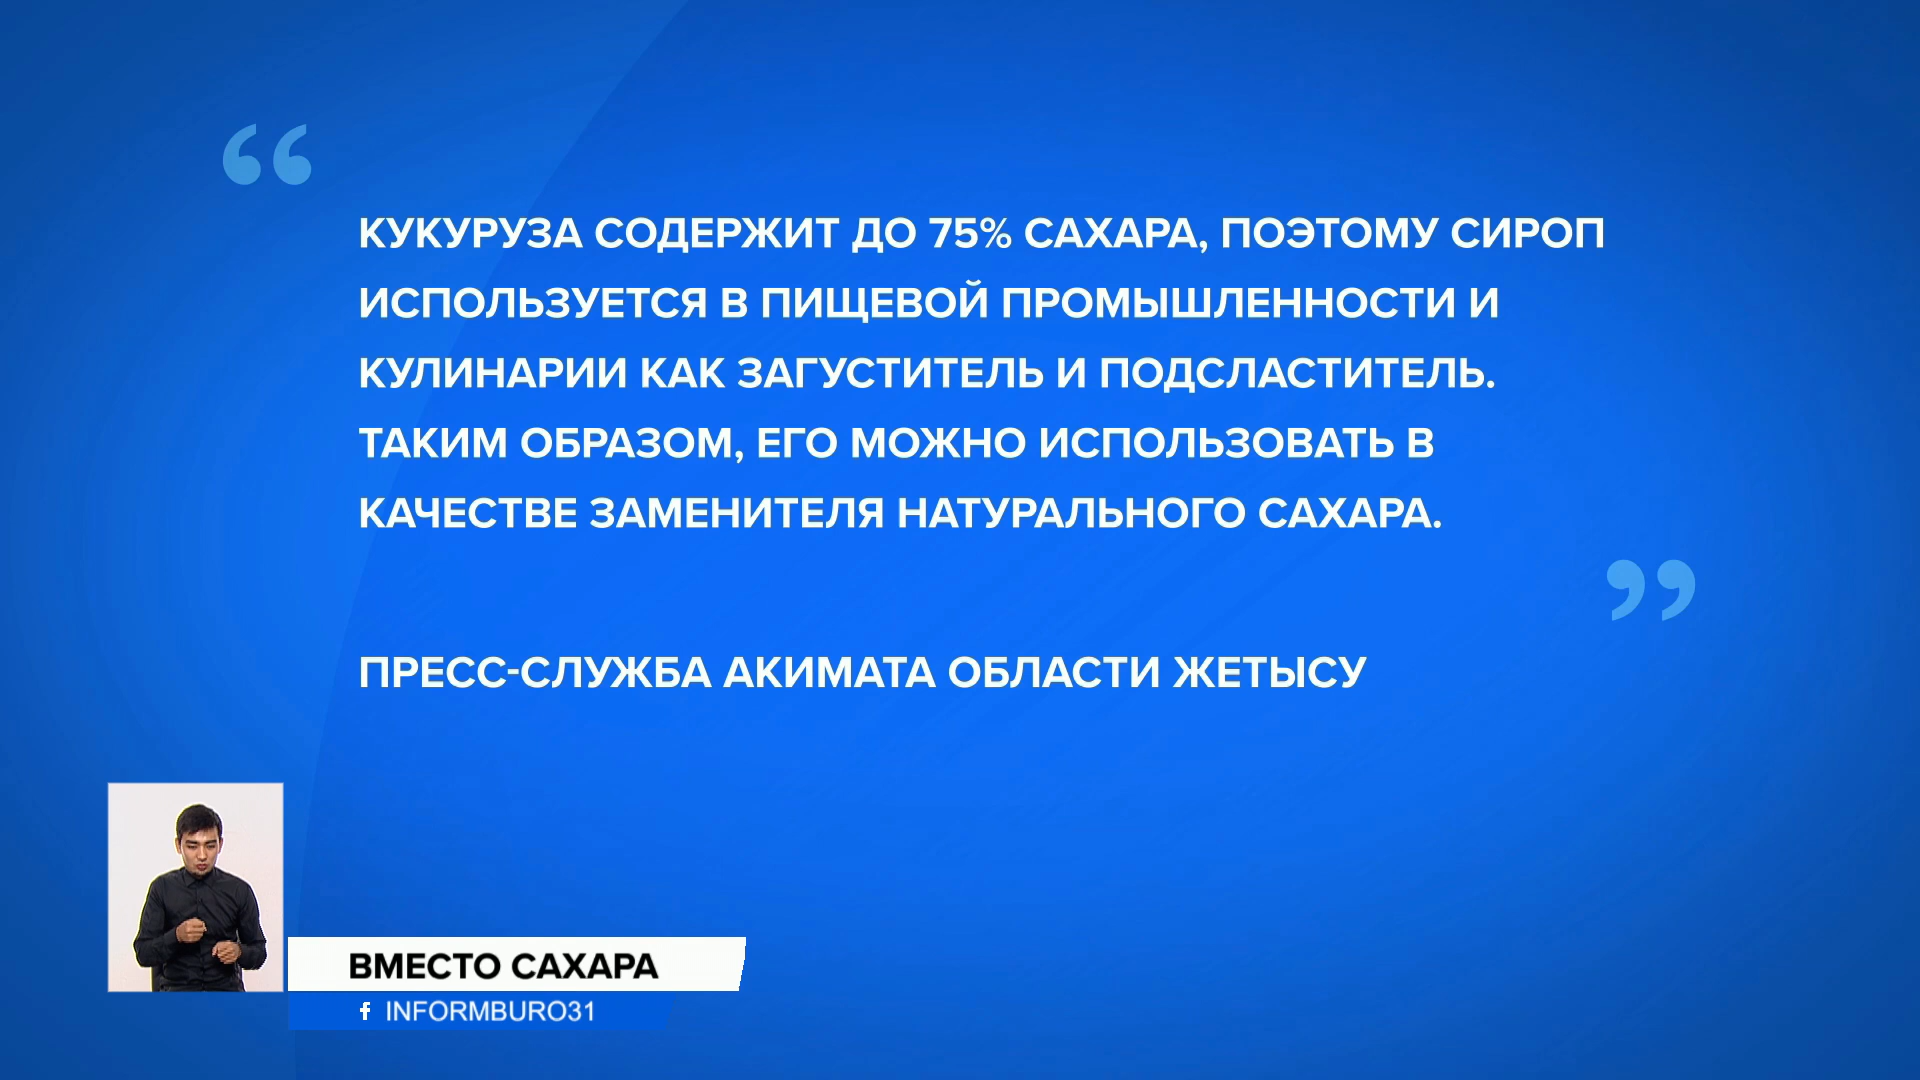 КУКУРУЗА СОДЕРЖИТ ДО 75% САХАРА, ПОЭТОМУ СИРОП
ИСПОЛЬЗУЕТСЯ В ПИЩЕВОЙ ПРОМЫШЛЕННОСТИ И
КУЛИНАРИИ КАК ЗАГУСТИТЕЛЬ И ПОДСЛАСТИТЕЛЬ.
ТАКИМ ОБРАЗОМ, ЕГО МОЖНО ИСПОЛЬЗОВАТЬ В
КАЧЕСТВЕ ЗАМЕНИТЕЛЯ НАТУРАЛЬНОГО САХАРА.
ПРЕСС-СЛУЖБА АКИМАТА ОБЛАСТИ ЖЕТЫСУ
ВМЕСТО САХАРА
INFORMBURO31